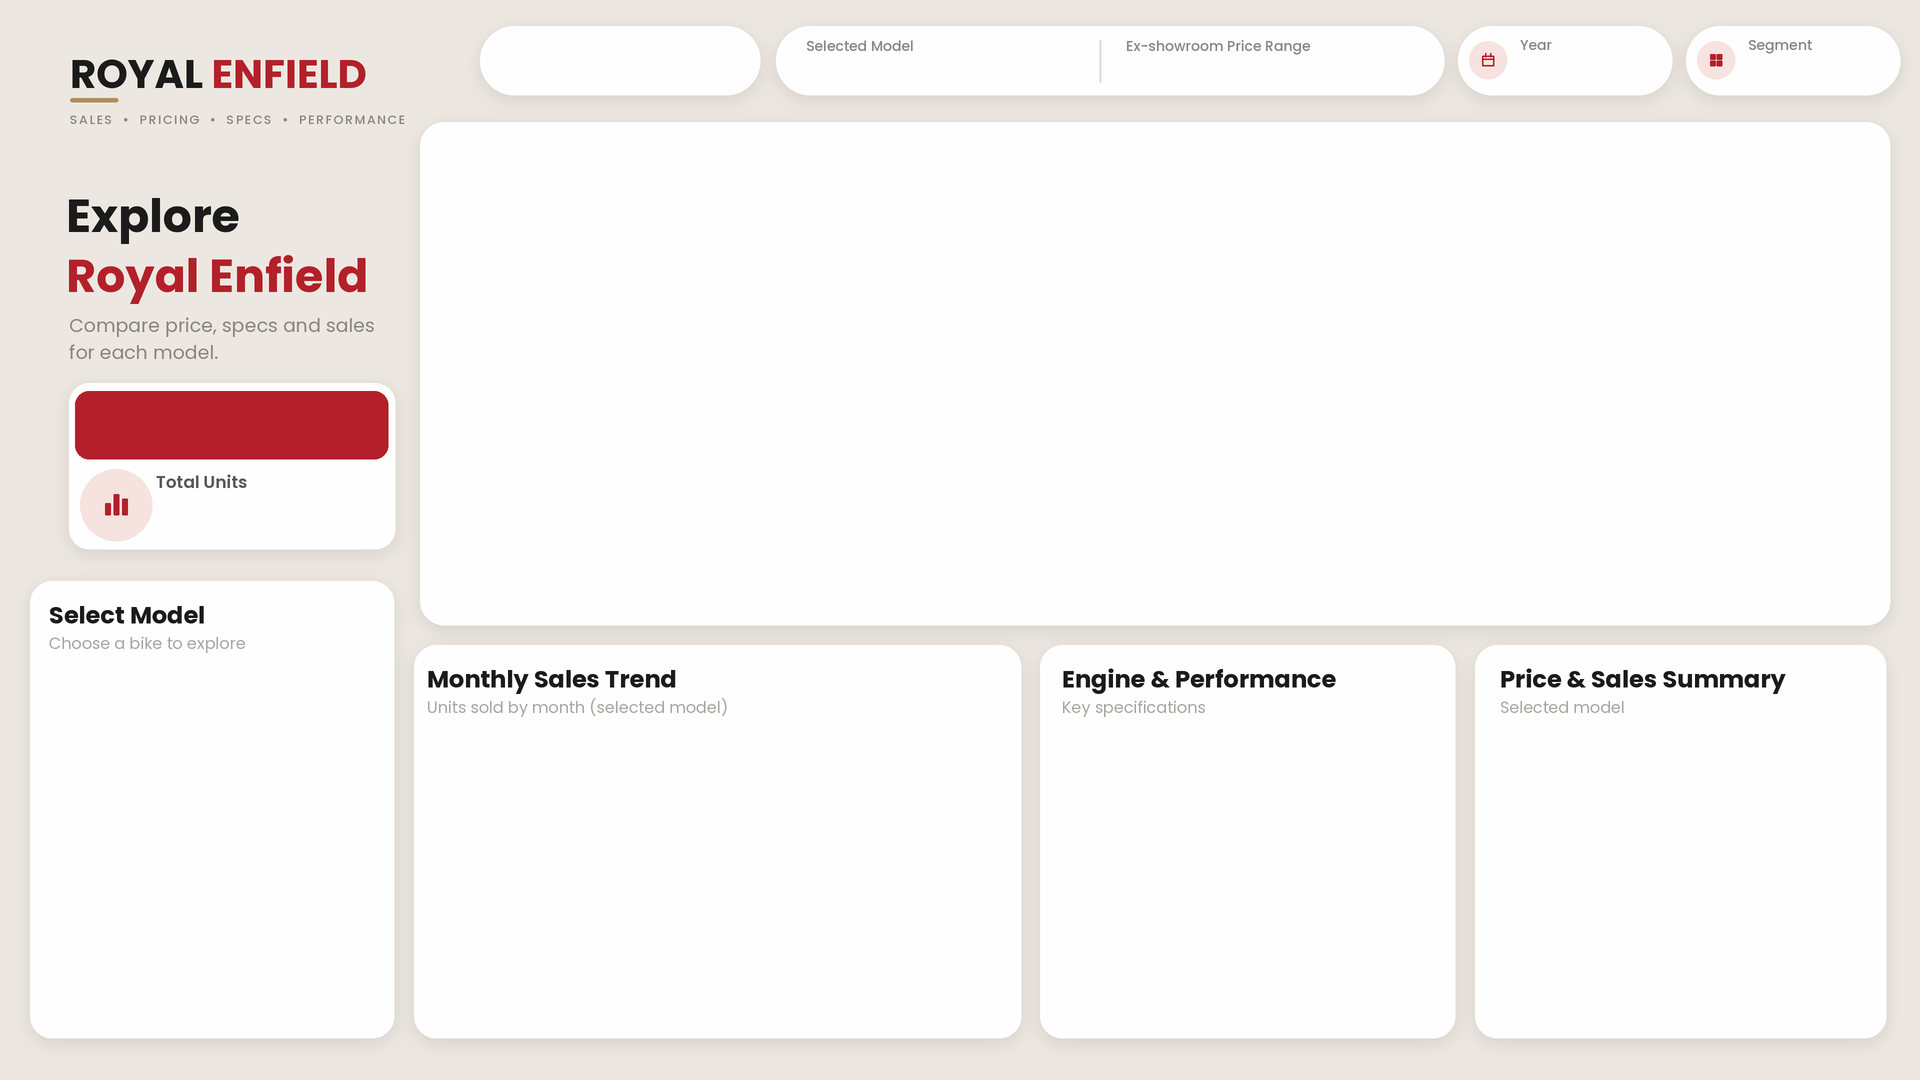 ROYAL ENFIELD
SALES • PRICING • SPECS • PERFORMANCE
Selected Model
Ex-showroom Price Range
Year
Segment
Explore
Royal Enfield
Compare price, specs and sales
for each model.
Total Units
Select Model
Choose a bike to explore
Monthly Sales Trend
Units sold by month (selected model)
Engine & Performance
Key specifications
Price & Sales Summary
Selected model